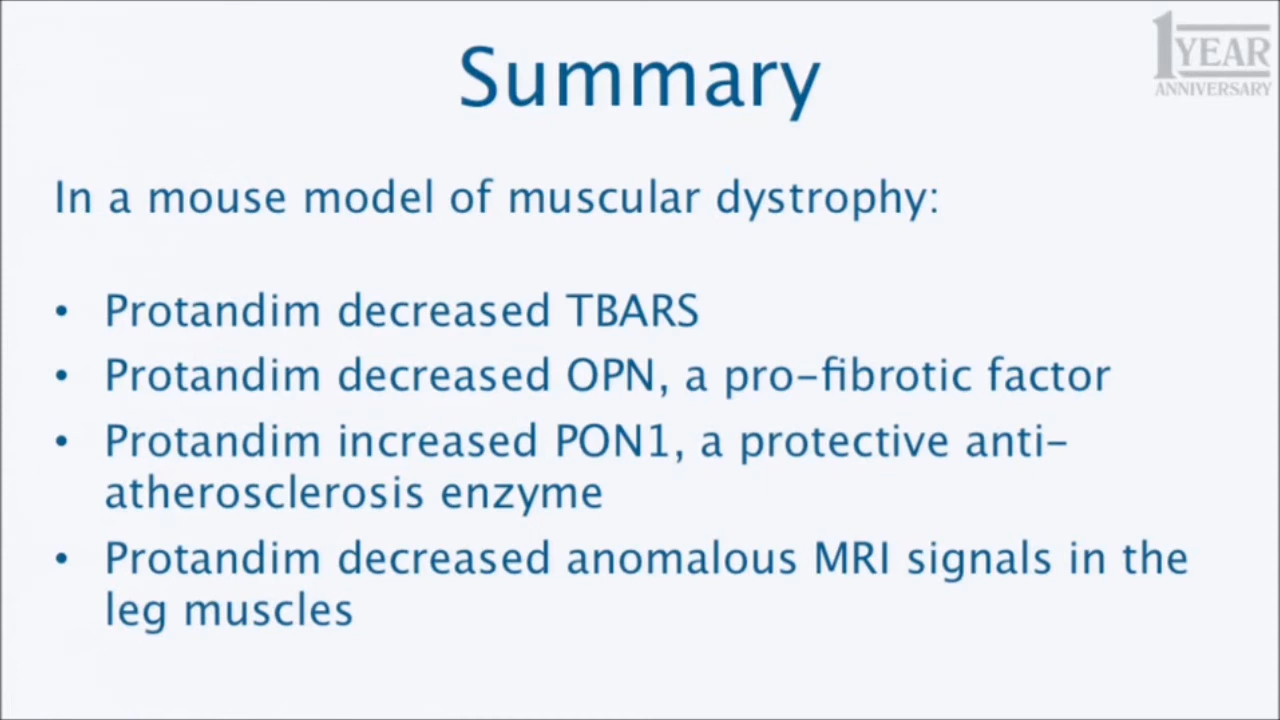 1 YEAR
ANNIVERSARY
Summary
In a mouse model of muscular dystrophy:
• Protandim decreased TBARS
• Protandim decreased OPN, a pro-fibrotic factor
• Protandim increased PON1, a protective anti-
atherosclerosis enzyme
• Protandim decreased anomalous MRI signals in the
leg muscles